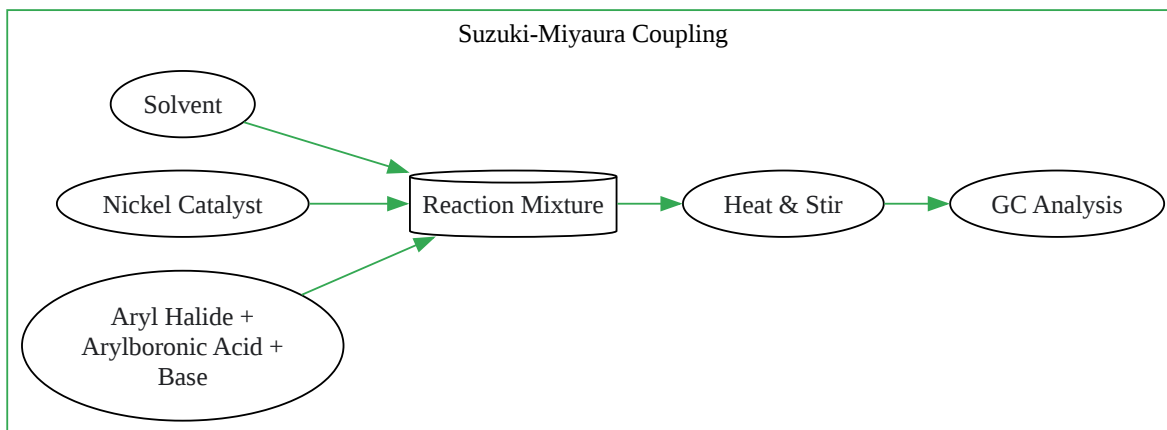 Suzuki-Miyaura Coupling
Solvent
Nickel Catalyst
Reaction Mixture
Heat & Stir
GC Analysis
Aryl Halide +
Arylboronic Acid +
Base